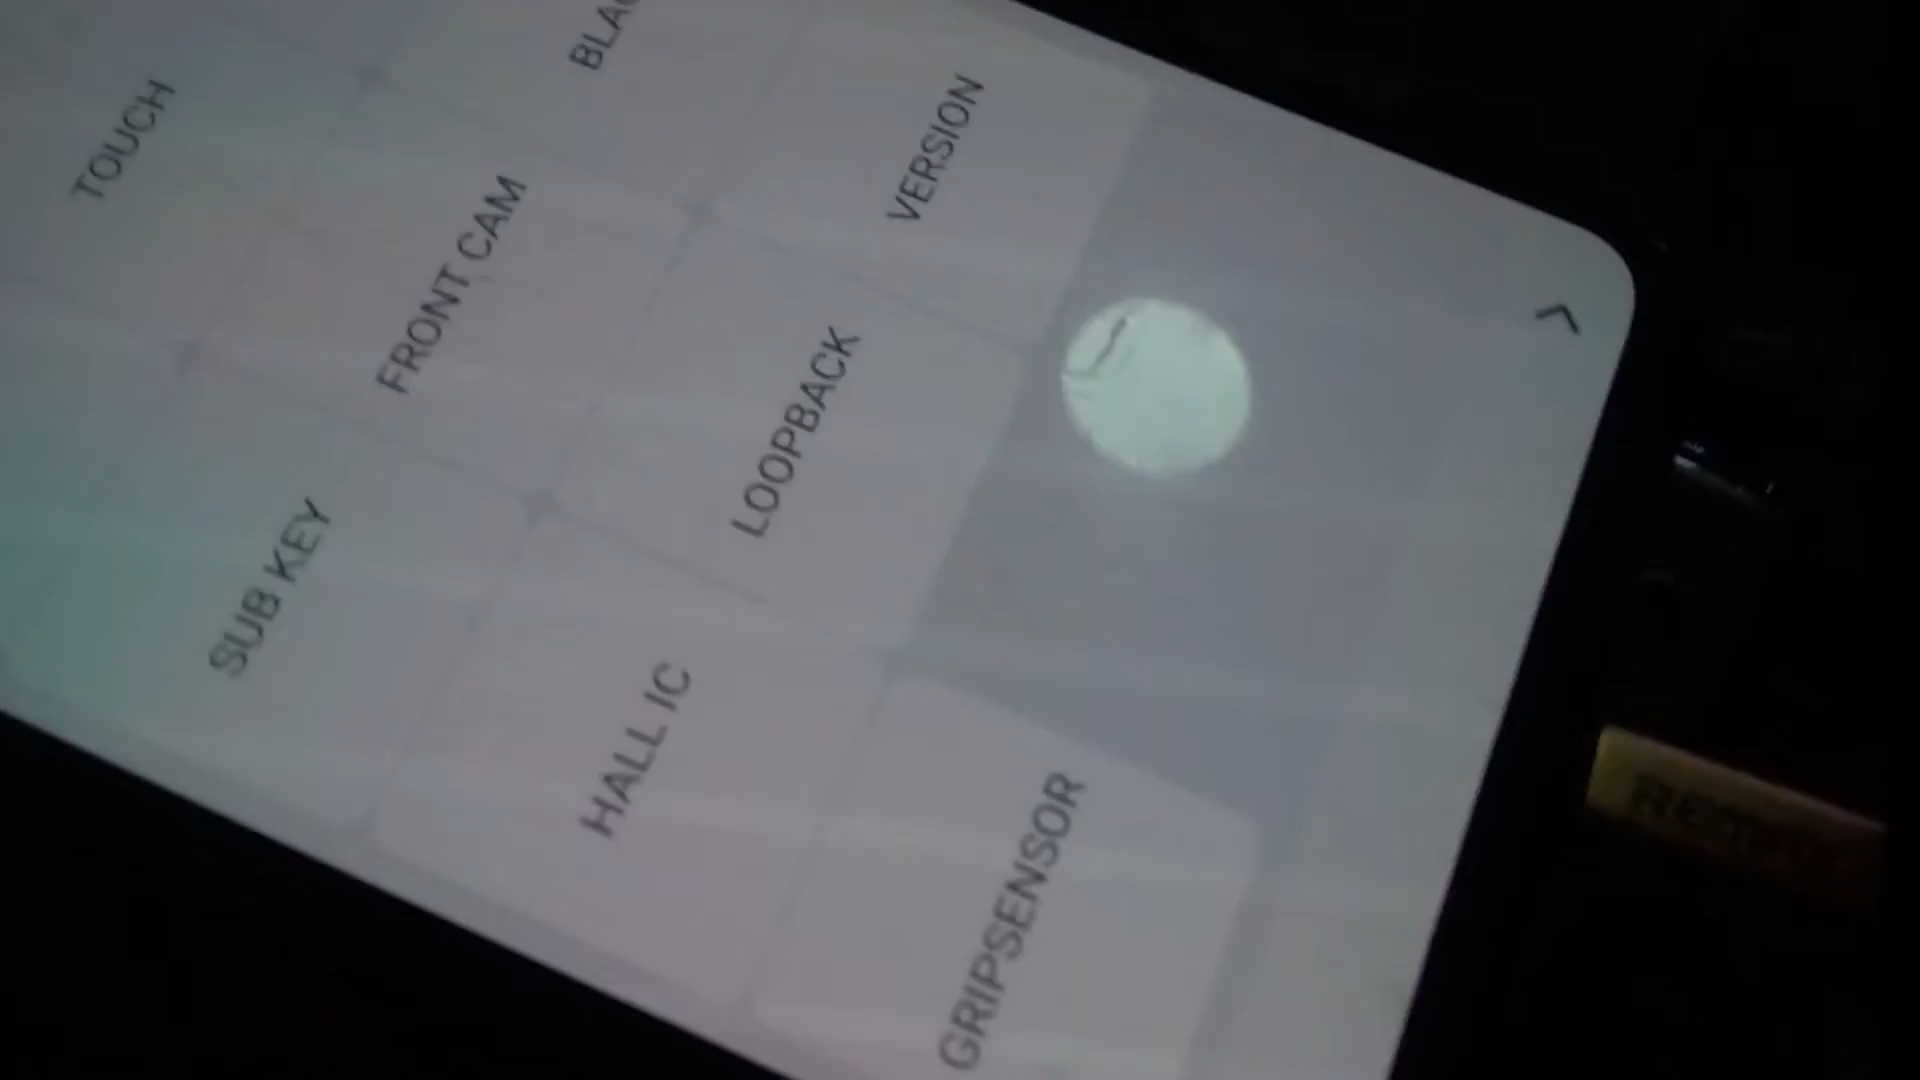 TOUCH
SUB KEY
FRONT CAM
HALL IC
LOOPBACK
VERSION
GRIPSENSOR